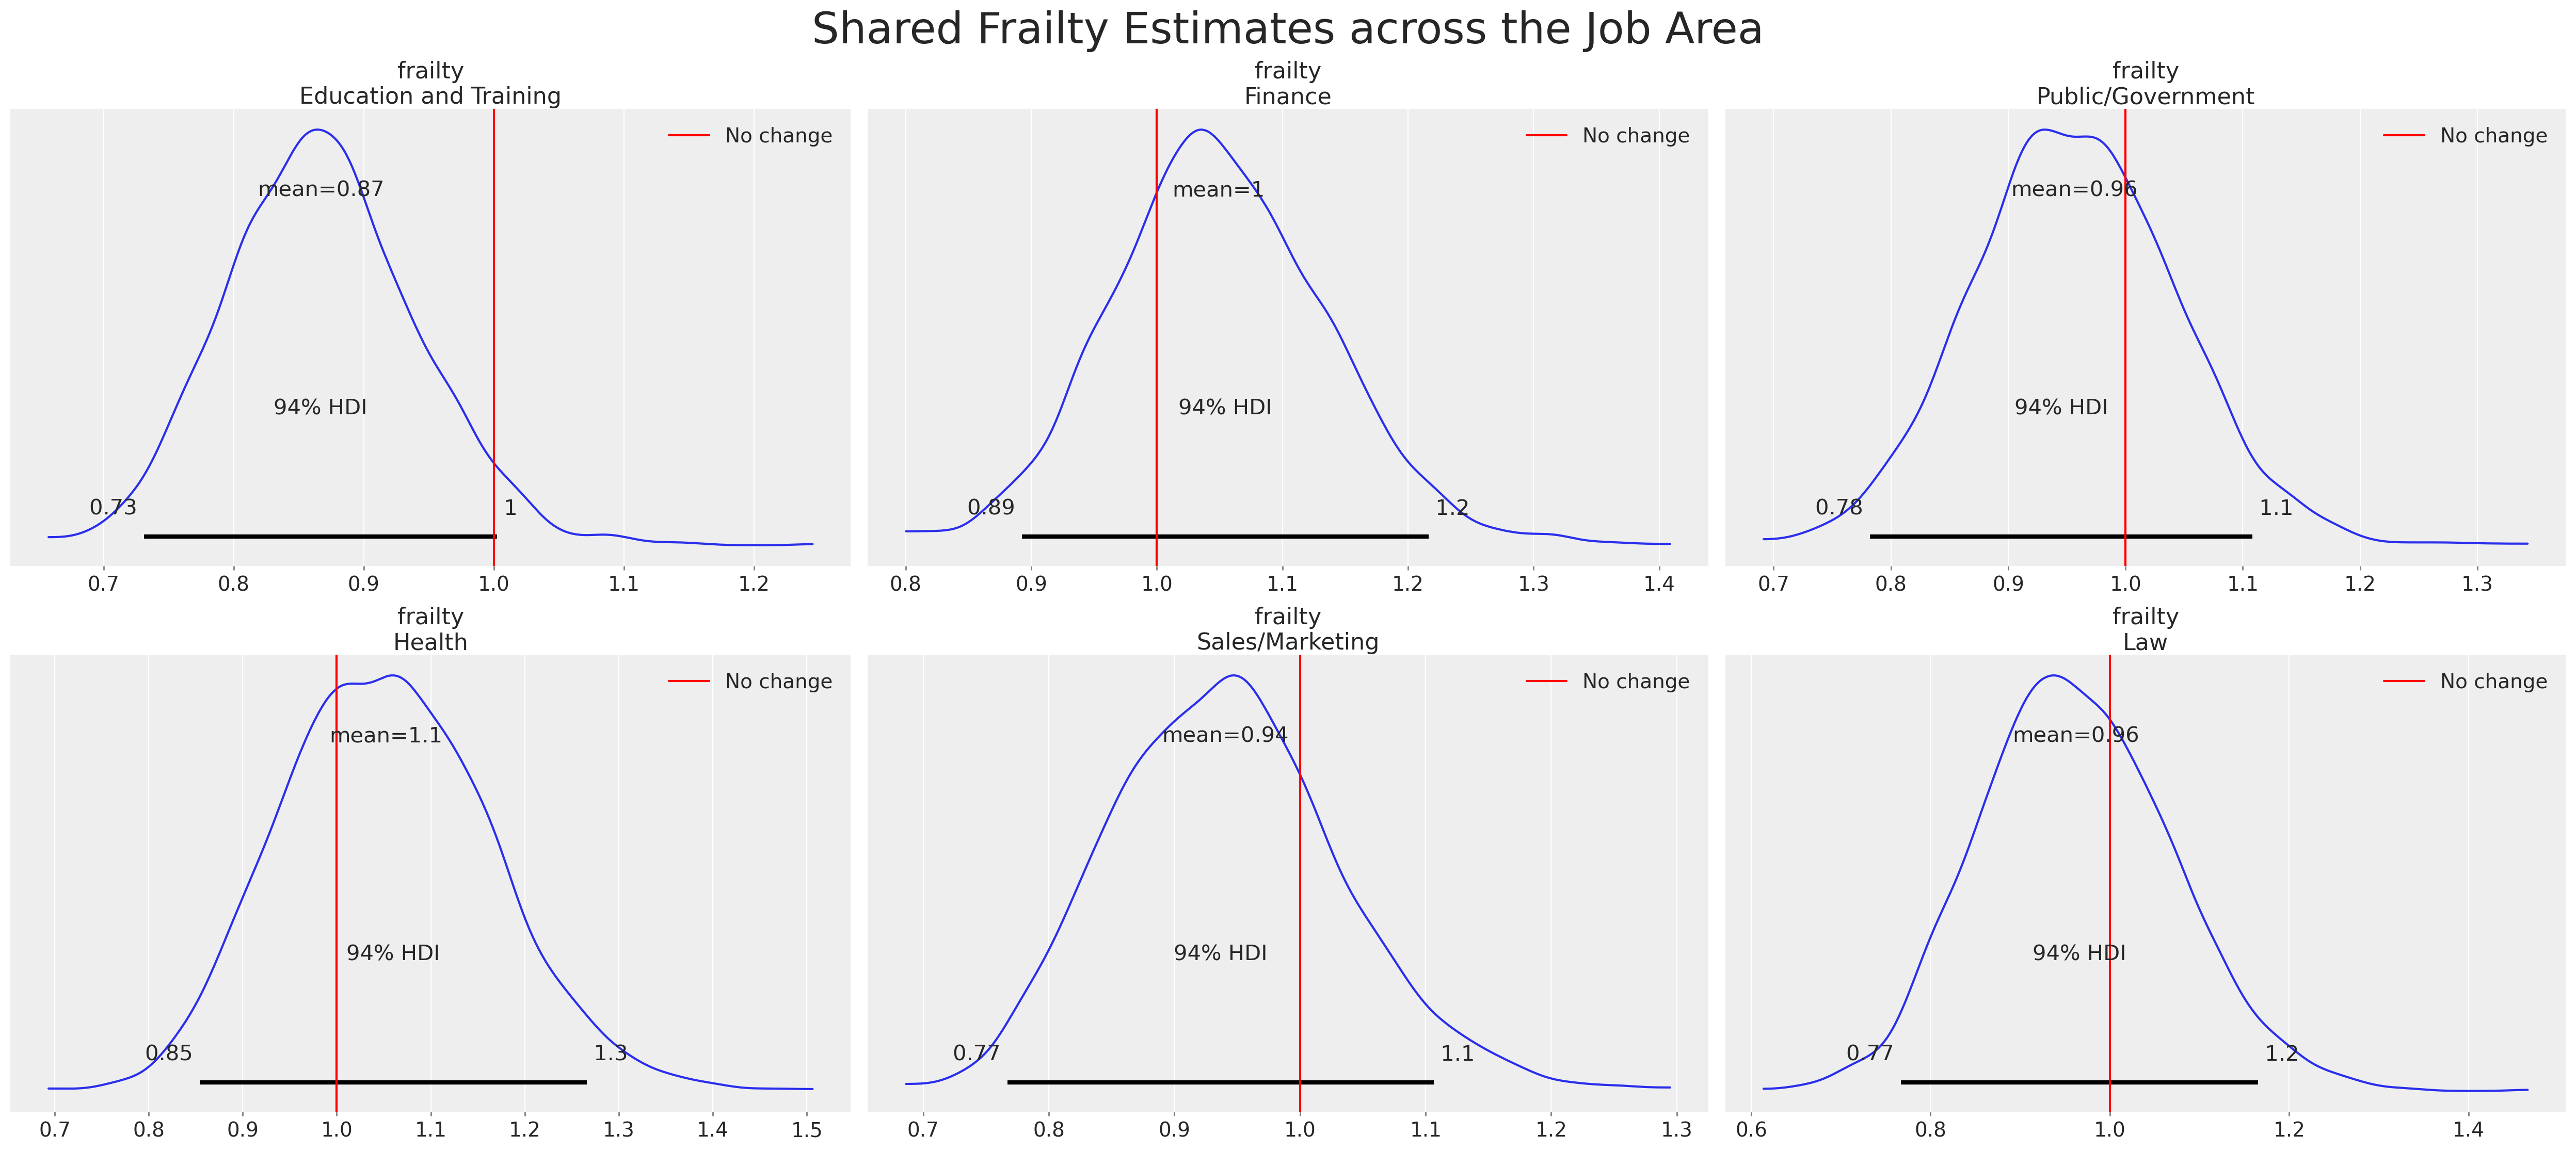 Shared Frailty Estimates across the Job Area
frailty
Education and Training
No change
mean=0.87
94% HDI
0.73
1
0.7 0.8 0.9 1.0 1.1 1.2
frailty
Finance
No change
mean=1
94% HDI
0.89
1.2
0.8 0.9 1.0 1.1 1.2 1.3 1.4
frailty
Public/Government
No change
mean=0.96
94% HDI
0.78
1.1
0.7 0.8 0.9 1.0 1.1 1.2 1.3
frailty
Health
No change
mean=1.1
94% HDI
0.85
1.3
0.7 0.8 0.9 1.0 1.1 1.2 1.3 1.4 1.5
frailty
Sales/Marketing
No change
mean=0.94
94% HDI
0.77
1.1
0.7 0.8 0.9 1.0 1.1 1.2 1.3
frailty
Law
No change
mean=0.96
94% HDI
0.77
1.2
0.6 0.8 1.0 1.2 1.4